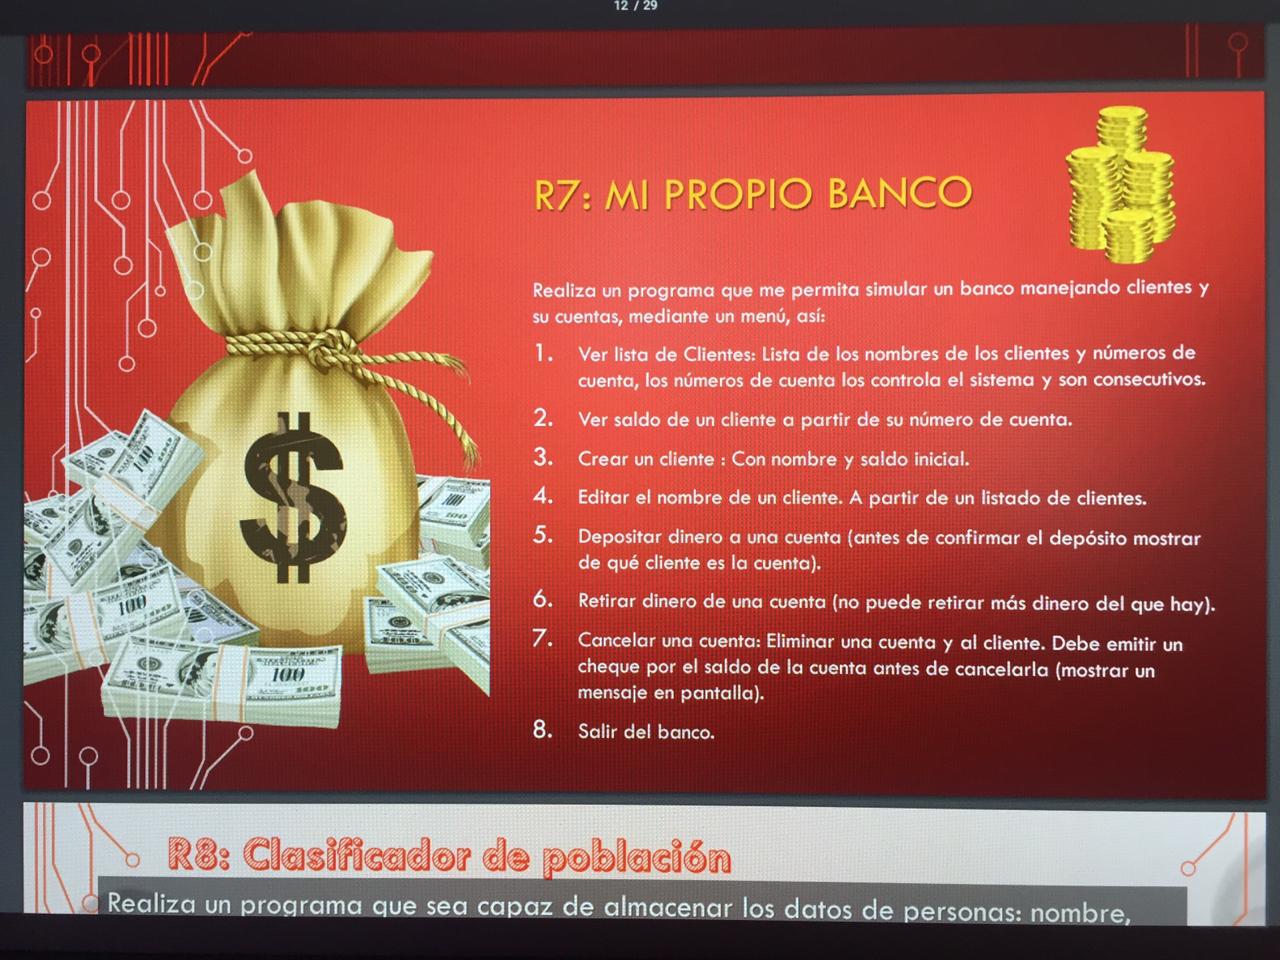 12 / 29
R7: MI PROPIO BANCO
Realiza un programa que me permita simular un banco manejando clientes y
su cuentas, mediante un menú, así:
1. Ver lista de Clientes: Lista de los nombres de los clientes y números de
cuenta, los números de cuenta los controla el sistema y son consecutivos.
2. Ver saldo de un cliente a partir de su número de cuenta.
3. Crear un cliente : Con nombre y saldo inicial.
4. Editar el nombre de un cliente. A partir de un listado de clientes.
5. Depositar dinero a una cuenta (antes de confirmar el depósito mostrar
de qué cliente es la cuenta).
6. Retirar dinero de una cuenta (no puede retirar más dinero del que hay).
7. Cancelar una cuenta: Eliminar una cuenta y al cliente. Debe emitir un
cheque por el saldo de la cuenta antes de cancelarla (mostrar un
mensaje en pantalla).
8. Salir del banco.
$
100
100
100
100
100
R8: Clasificador de población
Realiza un programa que sea capaz de almacenar los datos de personas: nombre,